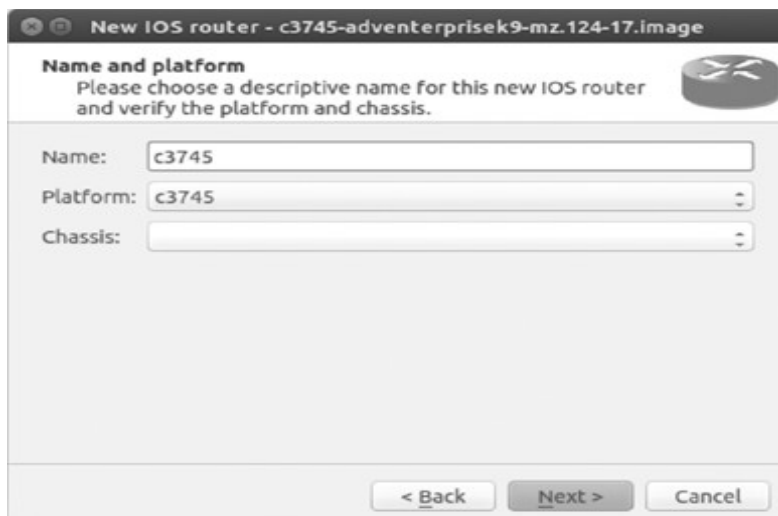 New IOS router - c3745-adventerprisek9-mz.124-17.image
Name and platform
Please choose a descriptive name for this new IOS router
and verify the platform and chassis.
Name: c3745
Platform: c3745
Chassis:
< Back Next > Cancel